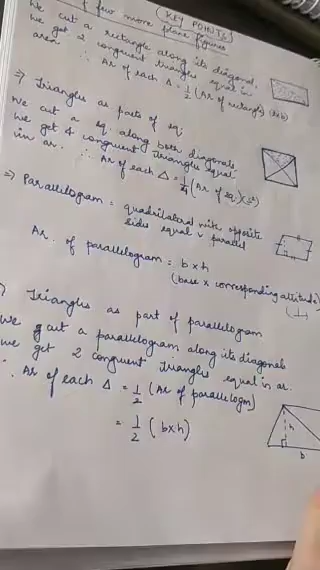 (KEY POINTS)
few more plane figures
We cut a rectangle along its diagonal,
we get 2 congruent triangles equal in
area ∴ Ar of each Δ = 1/2 (Ar of rectangle) (l×b)
⇒ Triangles as parts of sq:
We cut a sq. along both diagonals
We get 4 congruent triangles equal
in ar. ∴ Ar of each Δ = 1/4 (Ar of sq.)
⇒ Parallelogram = quadrilateral with opposite
sides equal & parallel
Ar. of parallelogram = b×h
(base × corresponding altitude)
(⊥)
Triangles as part of parallelogram
We cut a parallelogram along its diagonals
we get 2 congruent triangles equal in ar.
∴ Ar of each Δ = 1/2 (Ar of parallelogm)
= 1/2 (b×h)
h
b